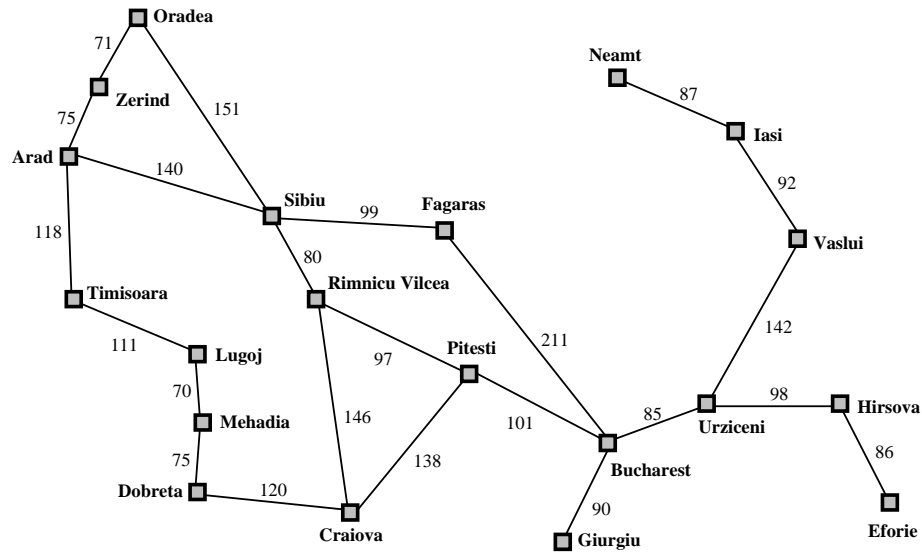 Oradea
71
Neamt
87
Zerind
151
75
Iasi
Arad
140
92
Sibiu
99
Fagaras
118
Vaslui
80
Timisoara
Rimnicu Vilcea
142
111
Lugoj
97
Pitesti
211
70
98
Hirsova
146
101
85
Urziceni
Mehadia
138
86
75
Bucharest
Dobreta
120
90
Craiova
Giurgiu
Eforie